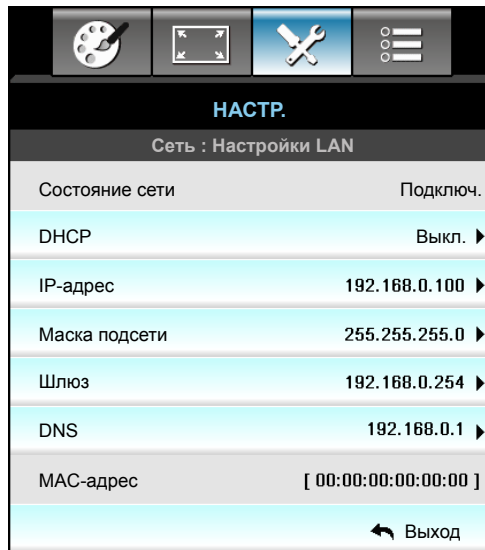 НАСТР.
Сеть : Настройки LAN
Состояние сети Подключ.
DHCP Выкл.
IP-адрес 192.168.0.100
Маска подсети 255.255.255.0
Шлюз 192.168.0.254
DNS 192.168.0.1
MAC-адрес [ 00:00:00:00:00:00 ]
Выход